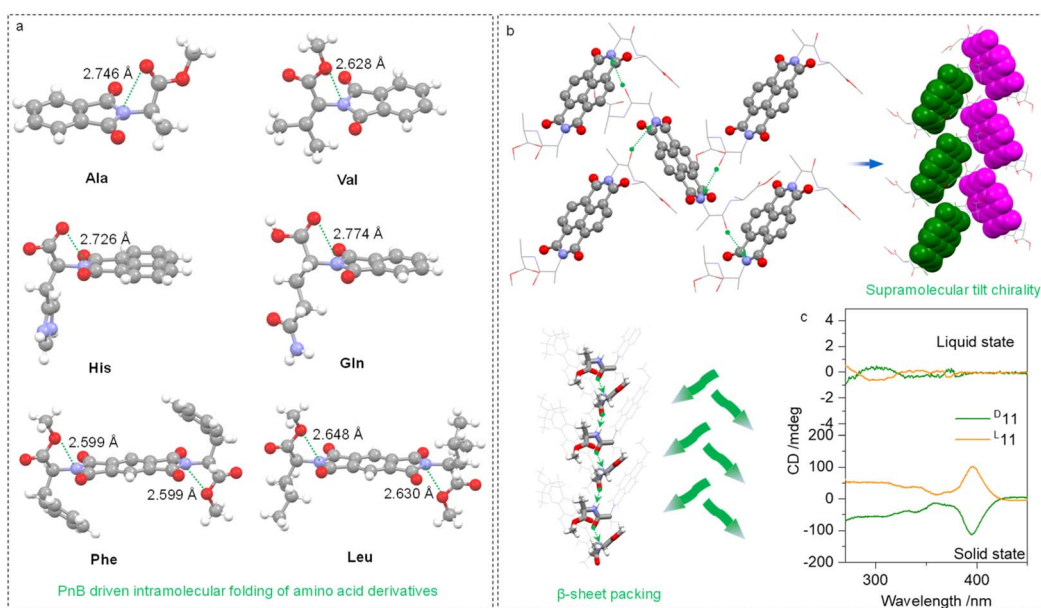 a
2.746 Å
2.628 Å
Ala
Val
2.726 Å
2.774 Å
His
Gln
2.599 Å
2.648 Å
2.599 Å
2.630 Å
Phe
Leu
PnB driven intramolecular folding of amino acid derivatives
b
Supramolecular tilt chirality
β-sheet packing
c
Liquid state
ᴰ11
ᴸ11
Solid state
CD /mdeg
4
2
0
-2
-4
200
100
0
-100
-200
300
400
Wavelength /nm